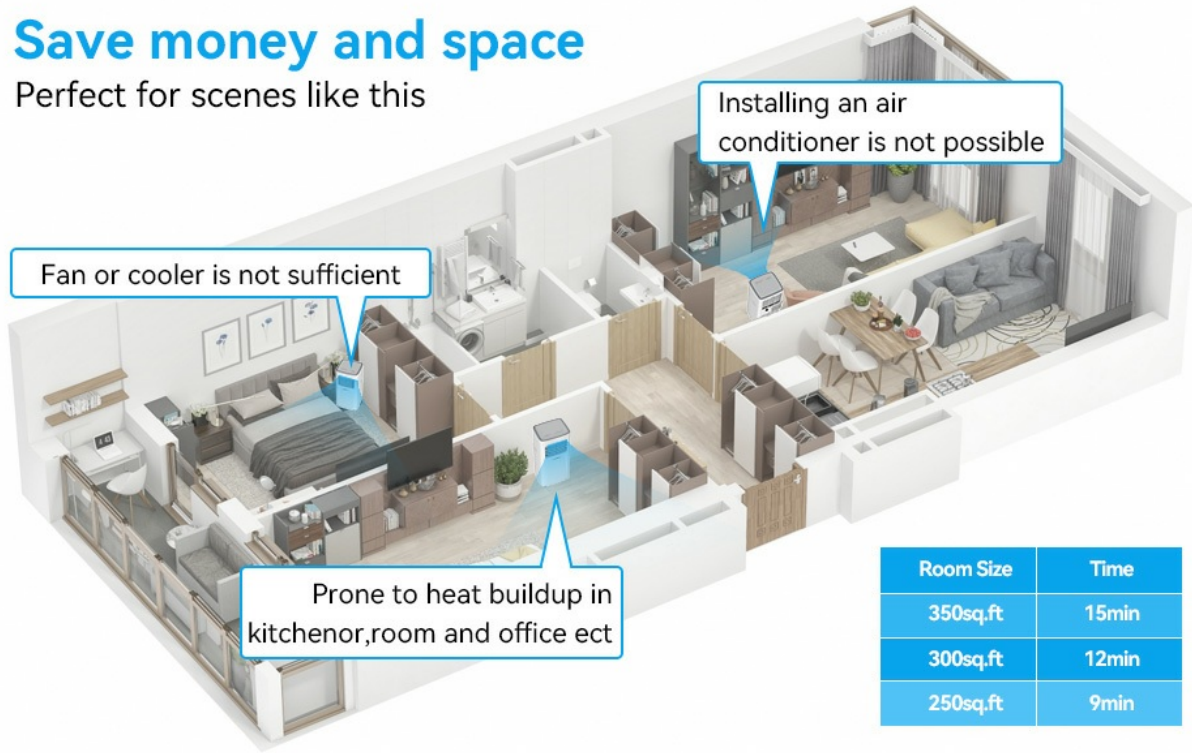 Save money and space
Perfect for scenes like this
Installing an air
conditioner is not possible
Fan or cooler is not sufficient
Prone to heat buildup in
kitchenor,room and office ect
Room Size Time
350sq.ft 15min
300sq.ft 12min
250sq.ft 9min